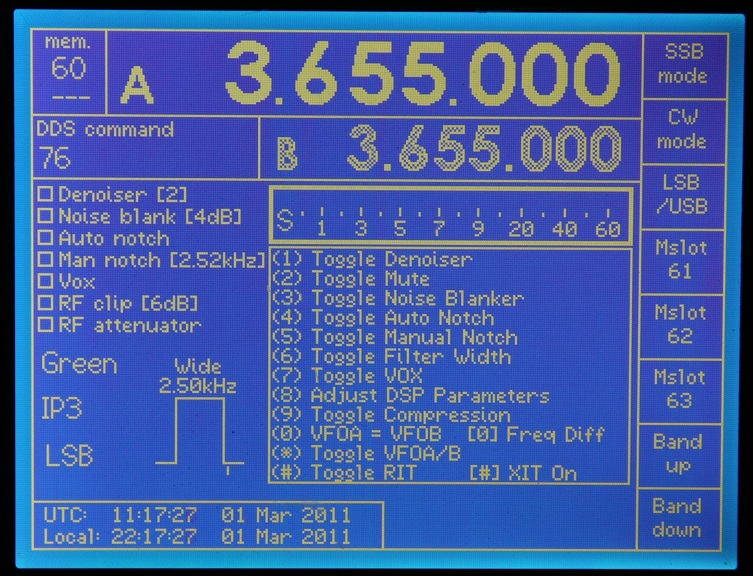 mem.
60
---
A 3.655.000
DDS command
76
B 3.655.000
Denoiser [2]
Noise blank [4dB]
Auto notch
Man notch [2.52kHz]
Vox
RF clip [6dB]
RF attenuator
S 1 3 5 7 9 20 40 60
(1) Toggle Denoiser
(2) Toggle Mute
(3) Toggle Noise Blanker
(4) Toggle Auto Notch
(5) Toggle Manual Notch
(6) Toggle Filter Width
(7) Toggle VOX
(8) Adjust DSP Parameters
(9) Toggle Compression
(0) VFOA = VFOB [0] Freq Diff
(*) Toggle VFOA/B
(#) Toggle RIT [#] XIT On
Green
IP3
LSB
Wide
2.50kHz
UTC: 11:17:27 01 Mar 2011
Local: 22:17:27 01 Mar 2011
SSB
mode
CW
mode
LSB
/USB
Mslot
61
Mslot
62
Mslot
63
Band
up
Band
down